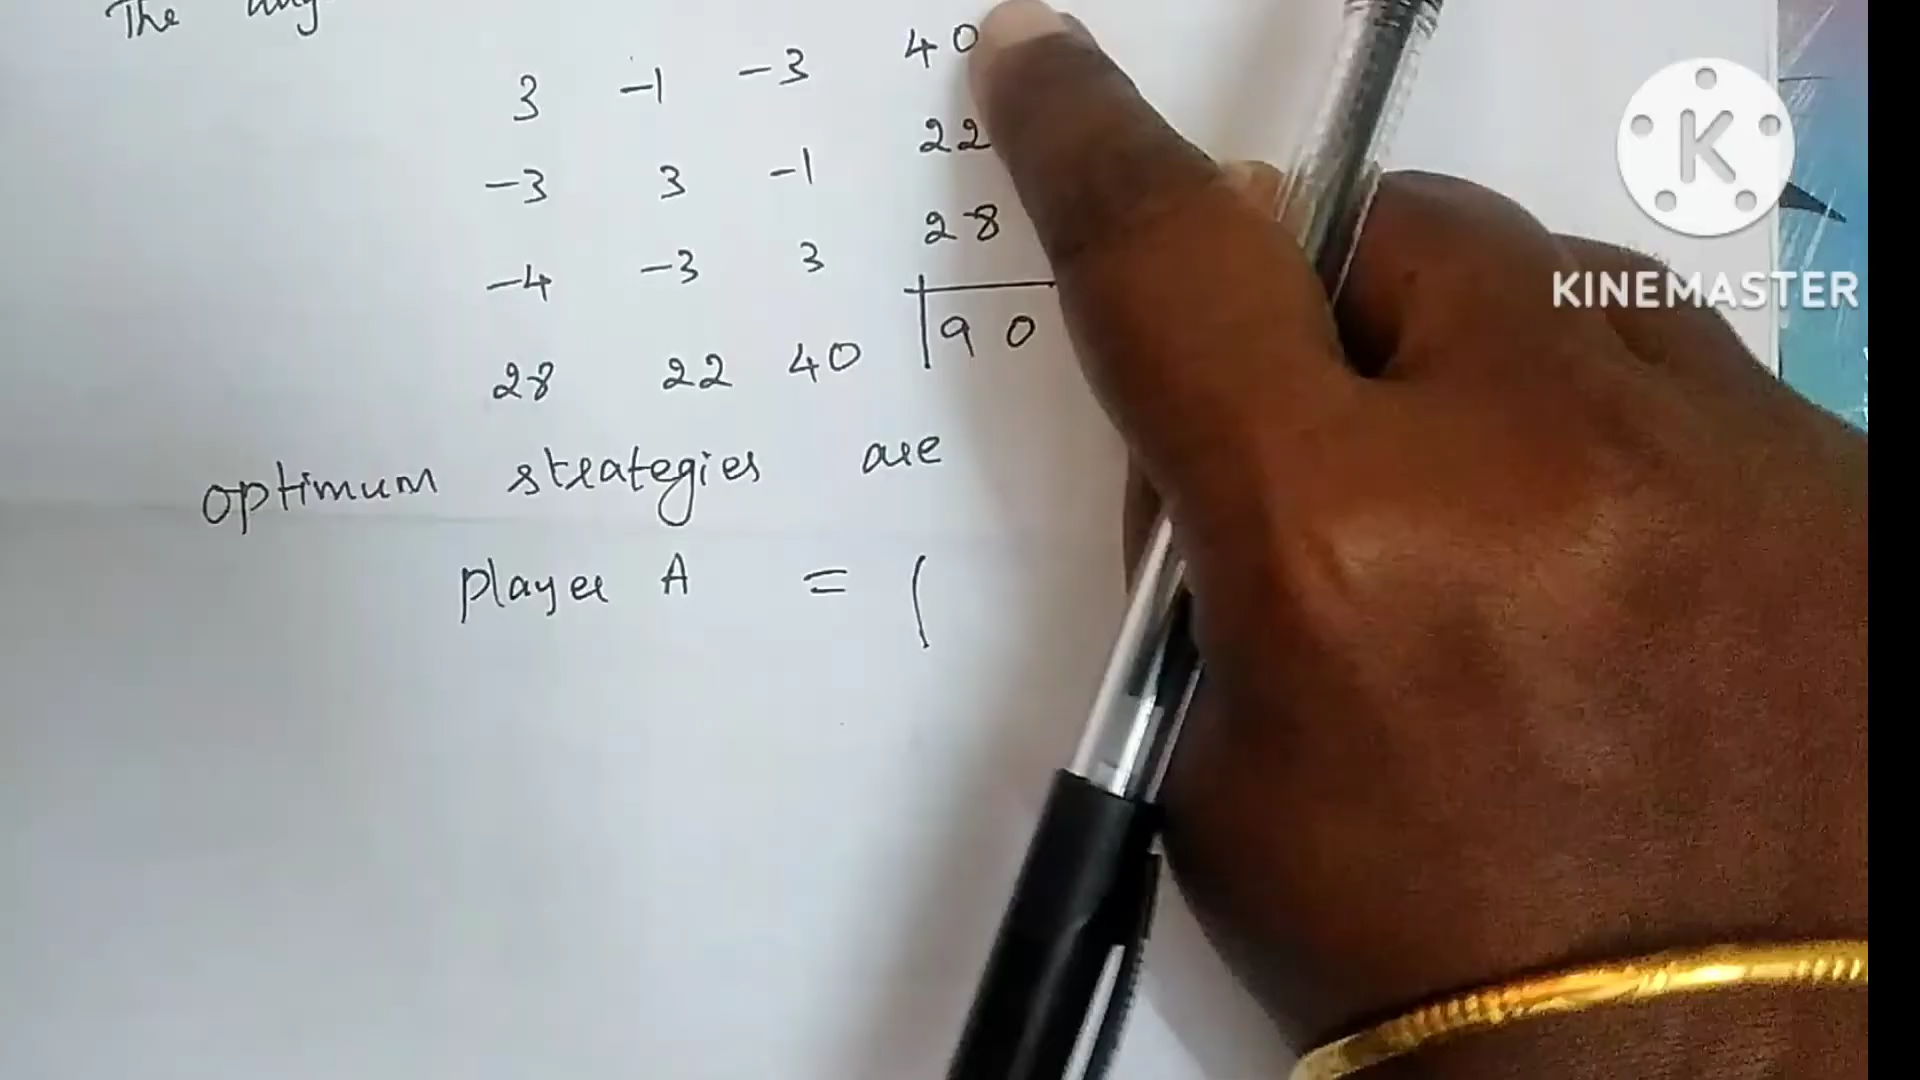 The
3 -1 -3 40
-3 3 -1 22
-4 -3 3 28
28 22 40 90
optimum strategies are
player A = (
K
KINEMASTER